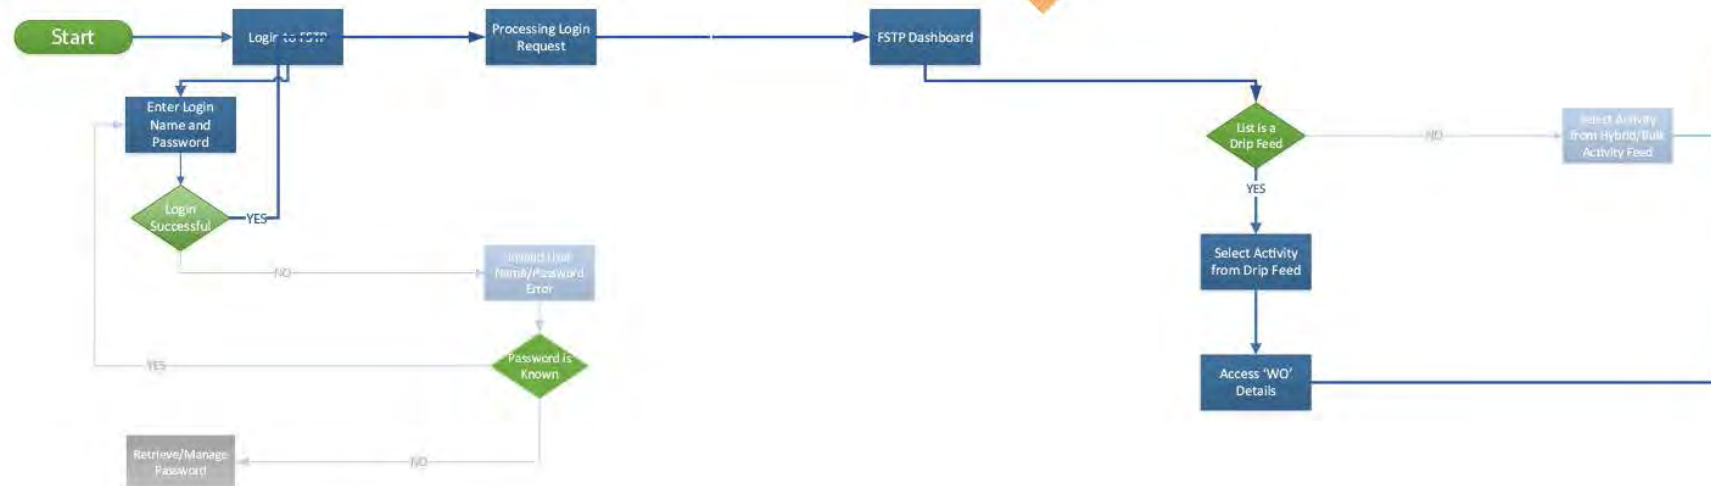 Start
Login to FSTP
Processing Login
Request
FSTP Dashboard
Enter Login
Name and
Password
List is a
Drip Feed
NO
Select Activity
from Hybrid/Bulk
Activity Feed
YES
Login
Successful
YES
Select Activity
from Drip Feed
NO
Invalid User
Name/Password
Error
Password is
Known
YES
Access ‘WO’
Details
Retrieve/Manage
Password
NO